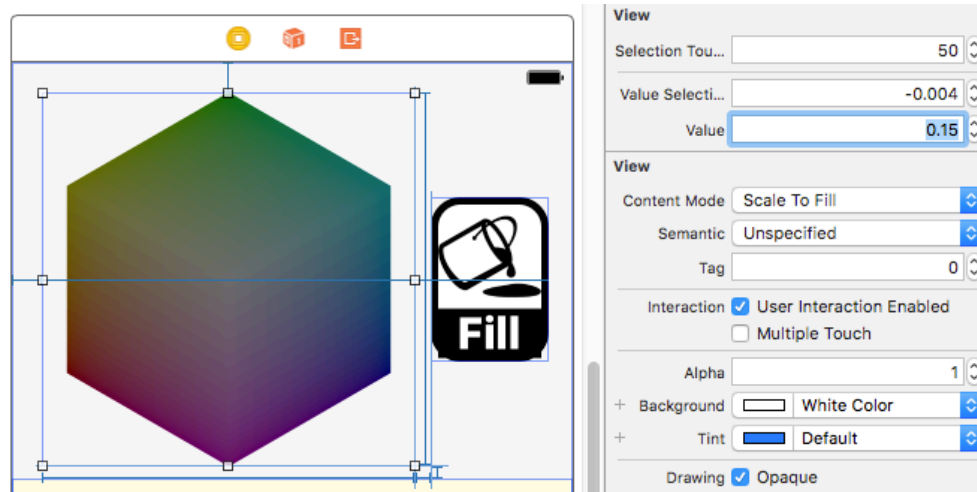 View
Selection Tou... 50
Value Selecti... -0.004
Value 0.15
View
Content Mode Scale To Fill
Semantic Unspecified
Tag 0
Interaction User Interaction Enabled
Multiple Touch
Alpha 1
+ Background White Color
+ Tint Default
Drawing Opaque
Fill